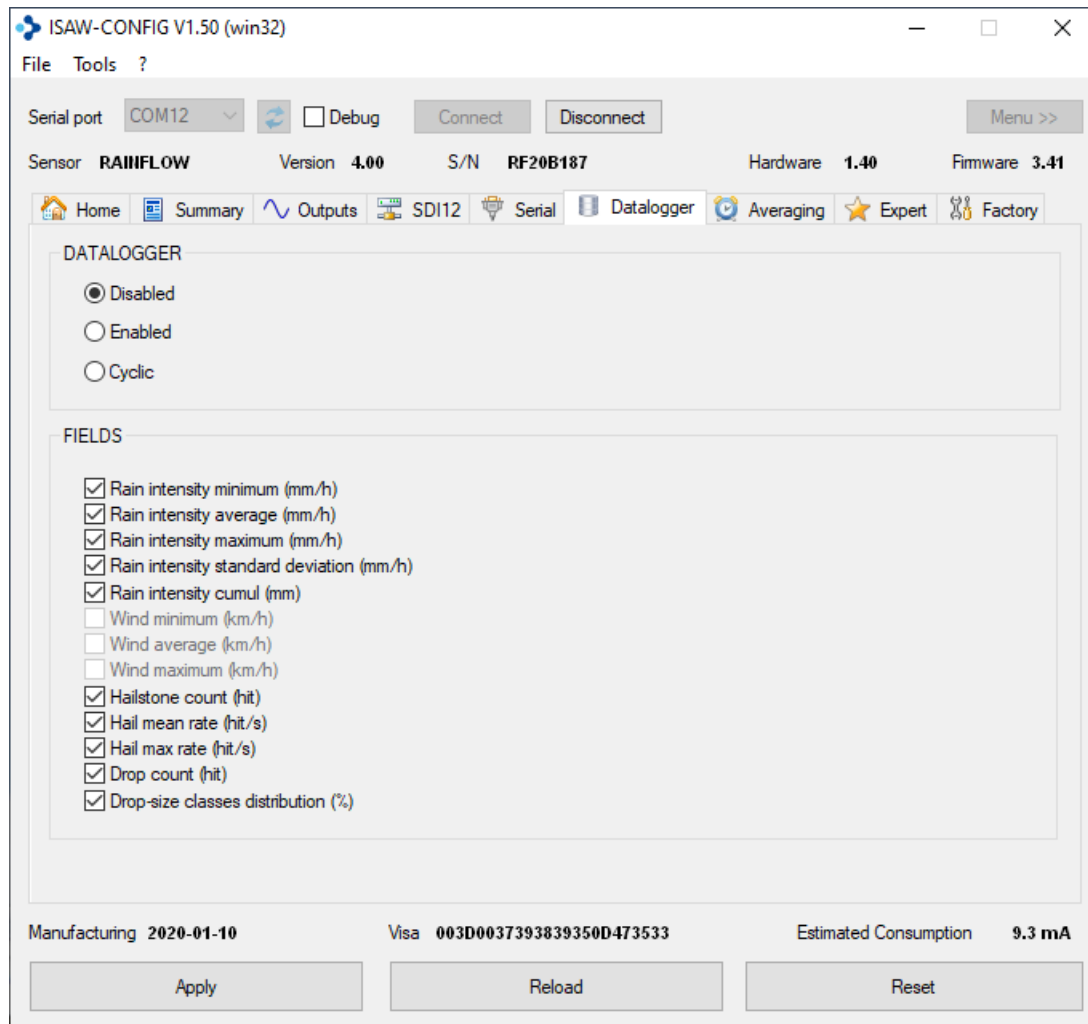 ISAW-CONFIG V1.50 (win32)
File Tools ?
Serial port COM12 Debug Connect Disconnect Menu >>
Sensor RAINFLOW Version 4.00 S/N RF20B187 Hardware 1.40 Firmware 3.41
Home Summary Outputs SDI12 Serial Datalogger Averaging Expert Factory
DATALOGGER
Disabled
Enabled
Cyclic
FIELDS
Rain intensity minimum (mm/h)
Rain intensity average (mm/h)
Rain intensity maximum (mm/h)
Rain intensity standard deviation (mm/h)
Rain intensity cumul (mm)
Wind minimum (km/h)
Wind average (km/h)
Wind maximum (km/h)
Hailstone count (hit)
Hail mean rate (hit/s)
Hail max rate (hit/s)
Drop count (hit)
Drop-size classes distribution (%)
Manufacturing 2020-01-10 Visa 003D0037393839350D473533 Estimated Consumption 9.3 mA
Apply Reload Reset